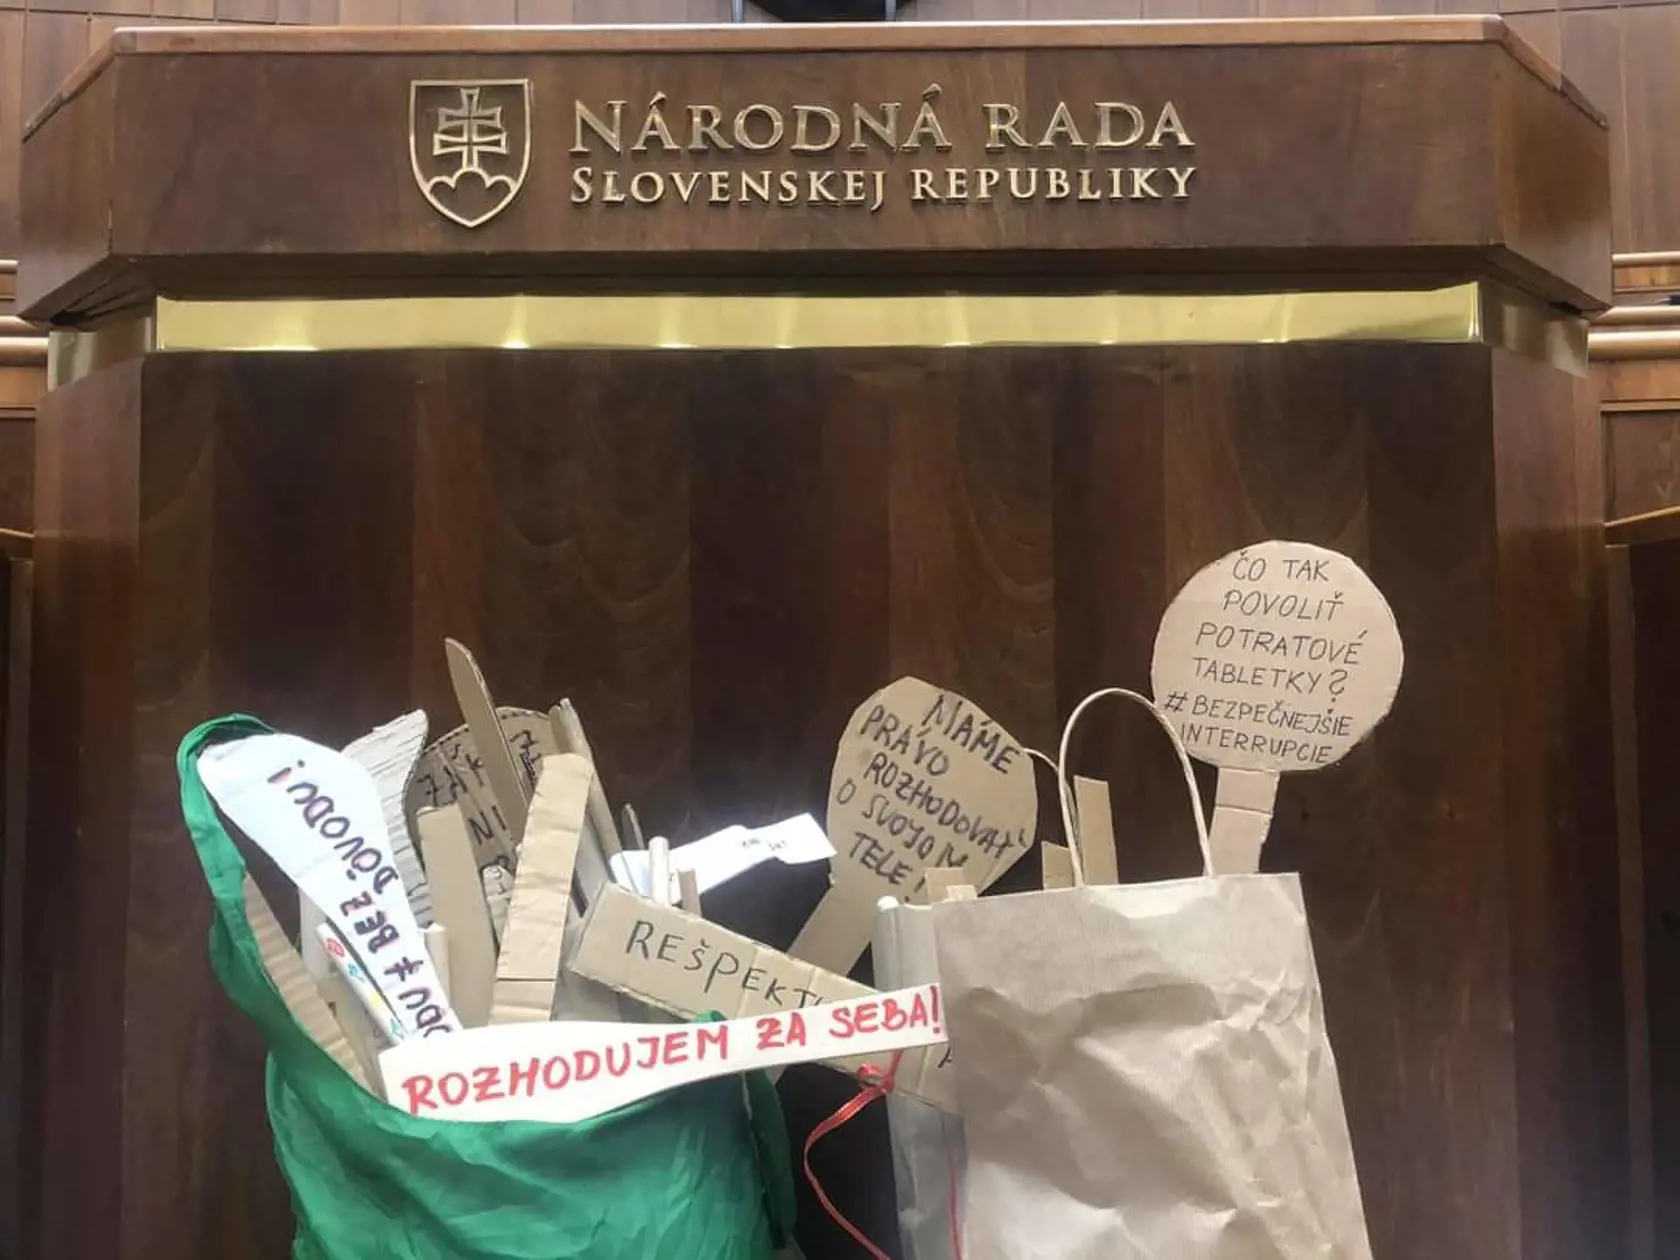 NÁRODNÁ RADA
SLOVENSKEJ REPUBLIKY
ČO TAK
POVOLIŤ
POTRATOVÉ
TABLETKY?
#BEZPEČNEJŠIE
INTERRUPCIE
MÁME
PRÁVO
ROZHODOVAŤ
O SVOJOM
TELE!
BEZ DÔVODU!
REŠPEKT
ROZHODUJEM ZA SEBA!